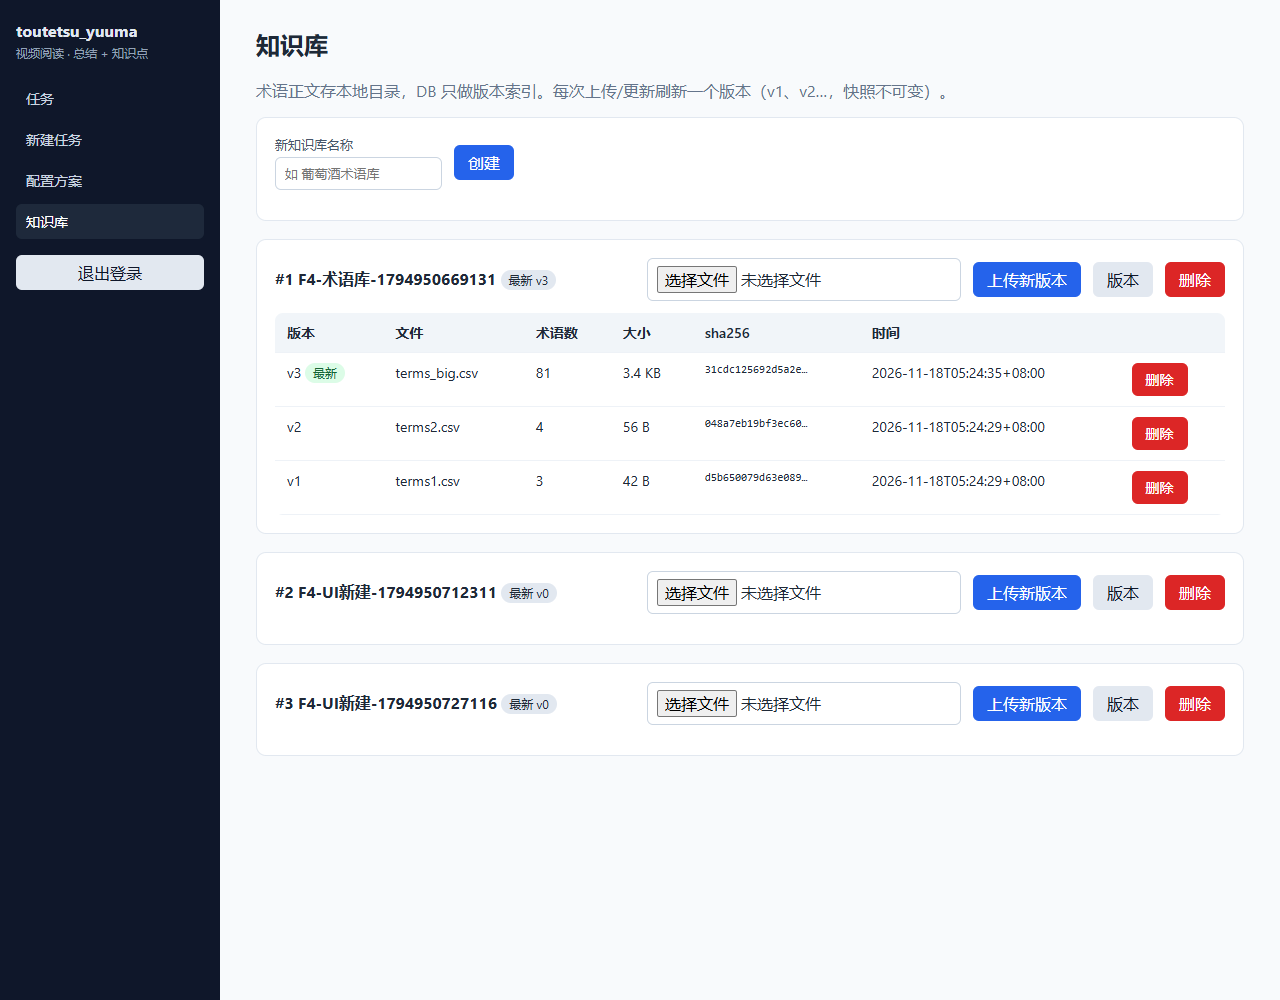 toutetsu_yuuma
视频阅读 · 总结 + 知识点
任务
新建任务
配置方案
知识库
退出登录
知识库
术语正文存本地目录，DB 只做版本索引。每次上传/更新刷新一个版本（v1、v2…，快照不可变）。
新知识库名称
如 葡萄酒术语库
创建
#1 F4-术语库-1794950669131 最新 v3 选择文件 未选择文件 上传新版本 版本 删除
版本 文件 术语数 大小 sha256 时间
v3 最新 terms_big.csv 81 3.4 KB 31cdc125692d5a2e… 2026-11-18T05:24:35+08:00 删除
v2 terms2.csv 4 56 B 048a7eb19bf3ec60… 2026-11-18T05:24:29+08:00 删除
v1 terms1.csv 3 42 B d5b650079d63e089… 2026-11-18T05:24:29+08:00 删除
#2 F4-UI新建-1794950712311 最新 v0 选择文件 未选择文件 上传新版本 版本 删除
#3 F4-UI新建-1794950727116 最新 v0 选择文件 未选择文件 上传新版本 版本 删除